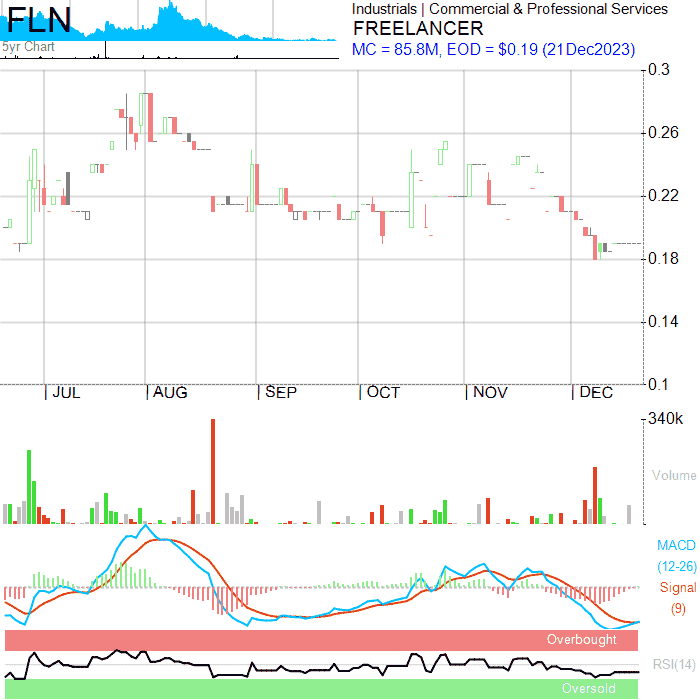 FLN
5yr Chart
Industrials | Commercial & Professional Services
FREELANCER
MC = 85.8M, EOD = $0.19 (21Dec2023)
0.3
0.26
0.22
0.18
0.14
0.1
JUL AUG SEP OCT NOV DEC
340k
Volume
MACD
(12-26)
Signal
(9)
Overbought
RSI(14)
Oversold